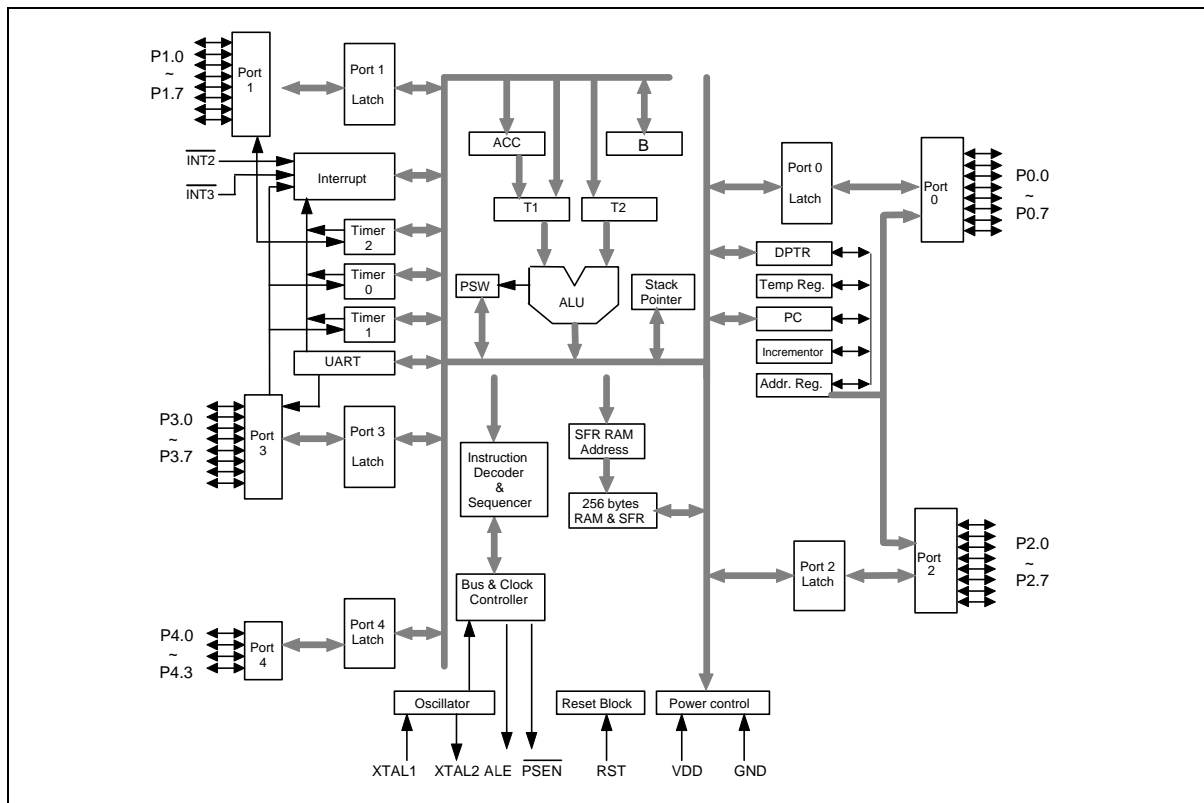 P1.0
~
P1.7
Port
1
Port 1
Latch
INT2
INT3
Interrupt
Timer
2
Timer
0
Timer
1
UART
P3.0
~
P3.7
Port
3
Port 3
Latch
P4.0
~
P4.3
Port
4
Port 4
Latch
ACC
B
T1
T2
PSW
ALU
Stack
Pointer
Instruction
Decoder
&
Sequencer
SFR RAM
Address
256 bytes
RAM & SFR
Bus & Clock
Controller
Port 0
Latch
Port
0
P0.0
~
P0.7
DPTR
Temp Reg.
PC
Incrementor
Addr. Reg.
Port 2
Latch
Port
2
P2.0
~
P2.7
Oscillator
Reset Block
Power control
XTAL1
XTAL2
ALE
PSEN
RST
VDD
GND